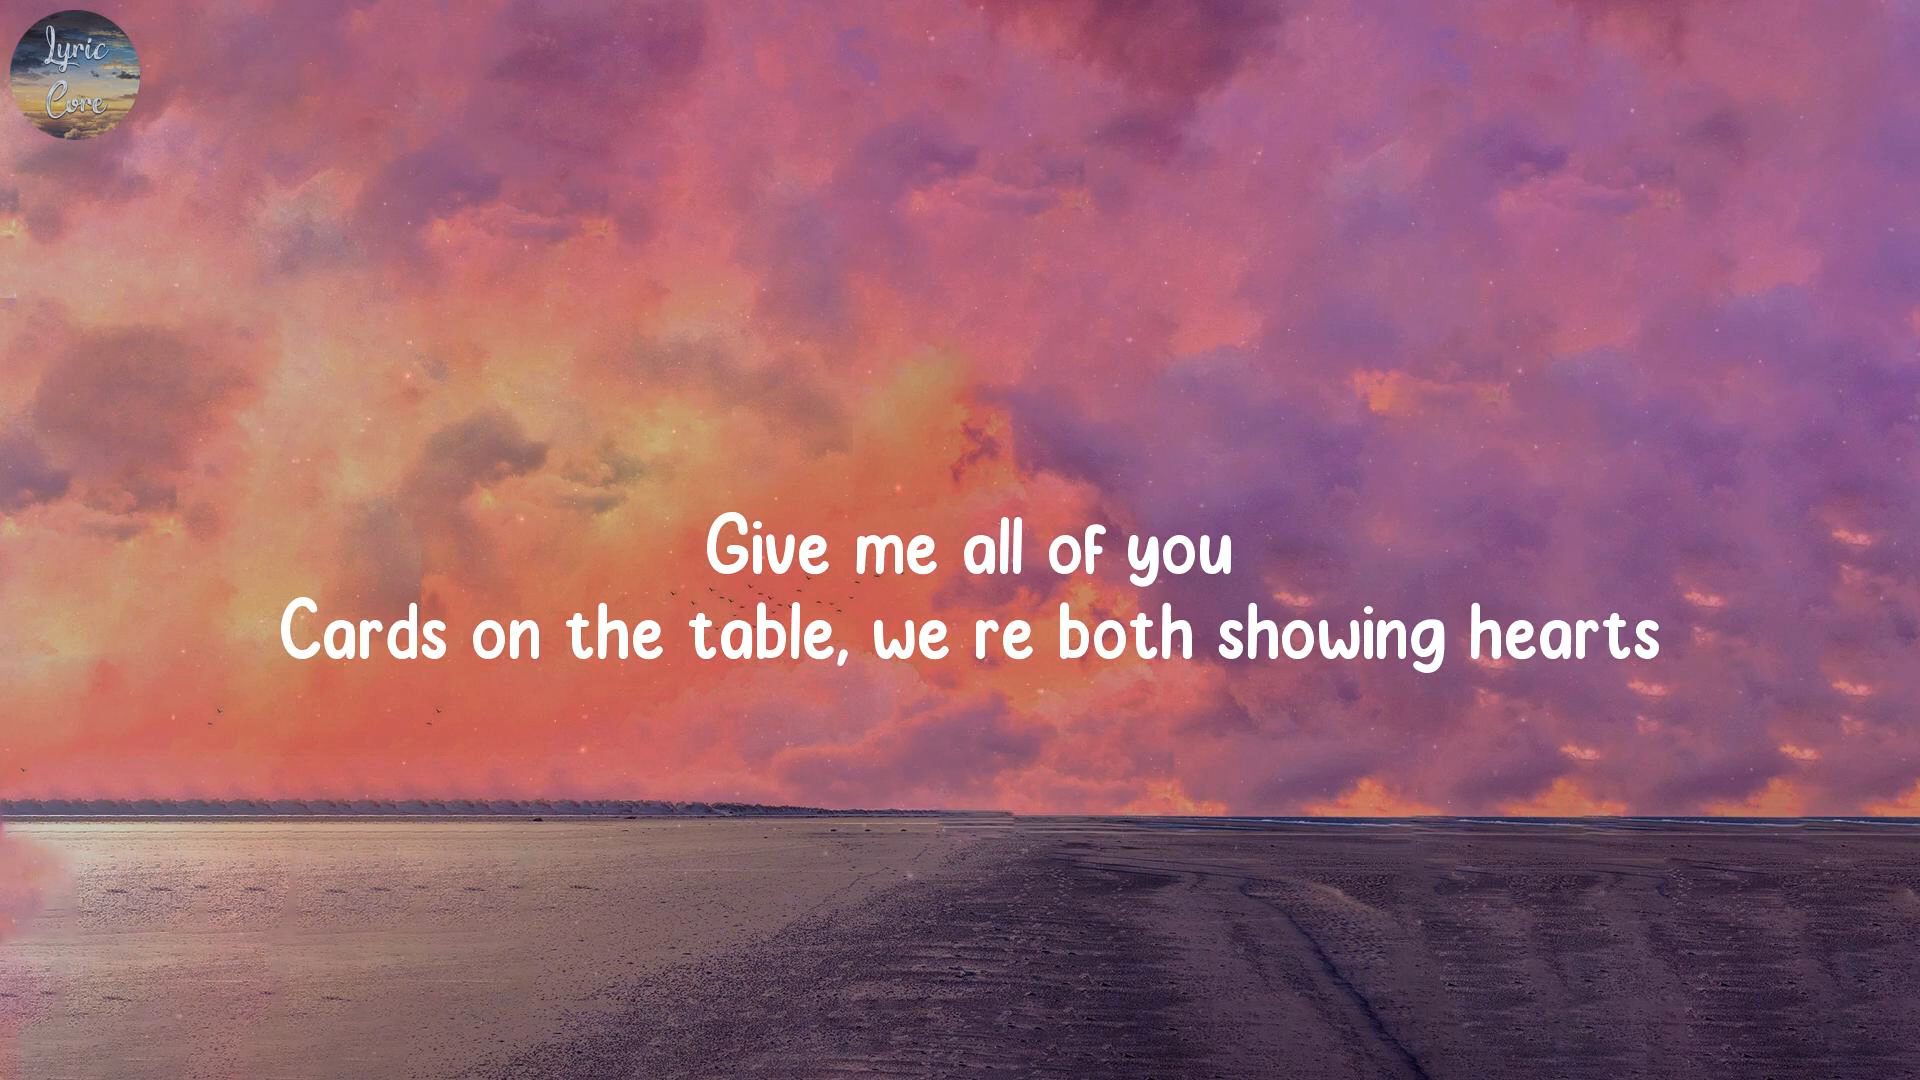 Lyric
Core
Give me all of you
Cards on the table, we re both showing hearts